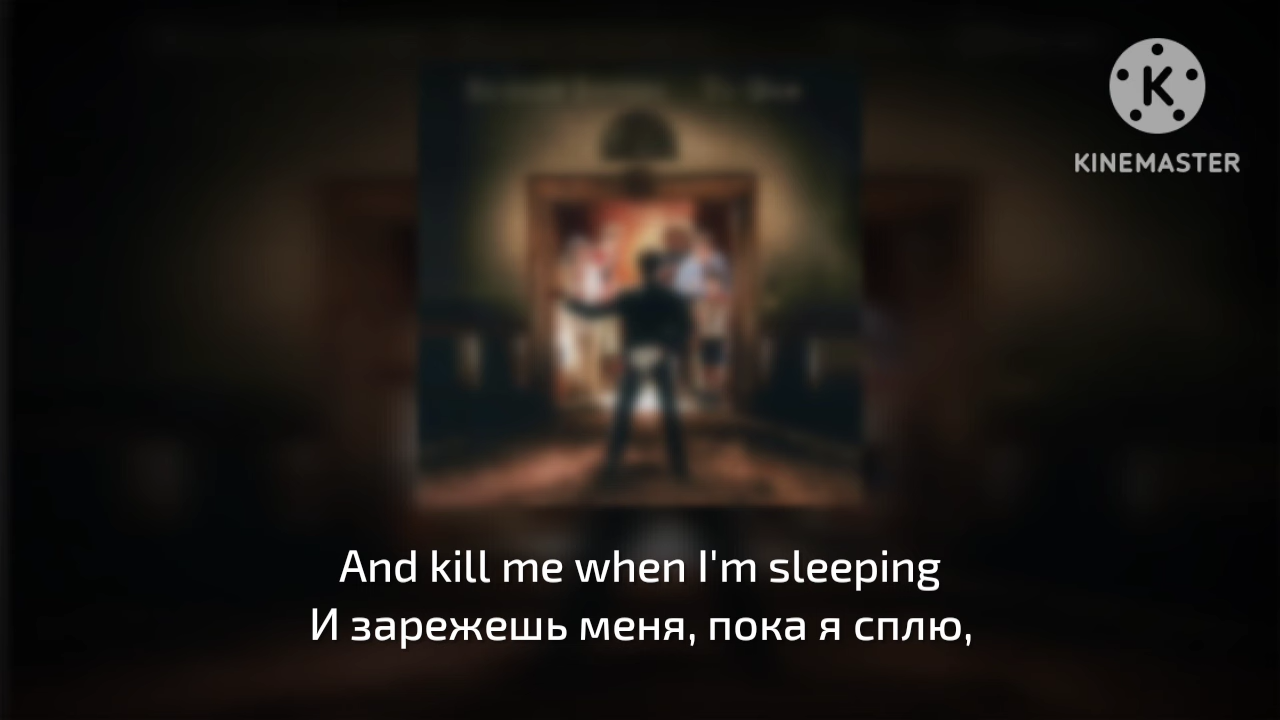 KINEMASTER
And kill me when I'm sleeping
И зарежешь меня, пока я сплю,